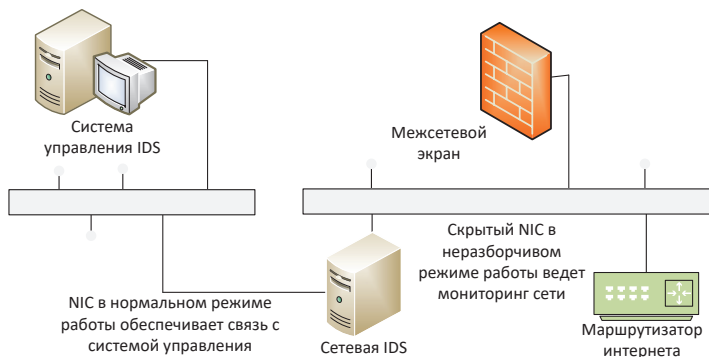 Система
управления IDS
Межсетевой
экран
NIC в нормальном режиме
работы обеспечивает связь с
системой управления
Сетевая IDS
Скрытый NIC в
неразборчивом
режиме работы ведет
мониторинг сети
Маршрутизатор
интернета